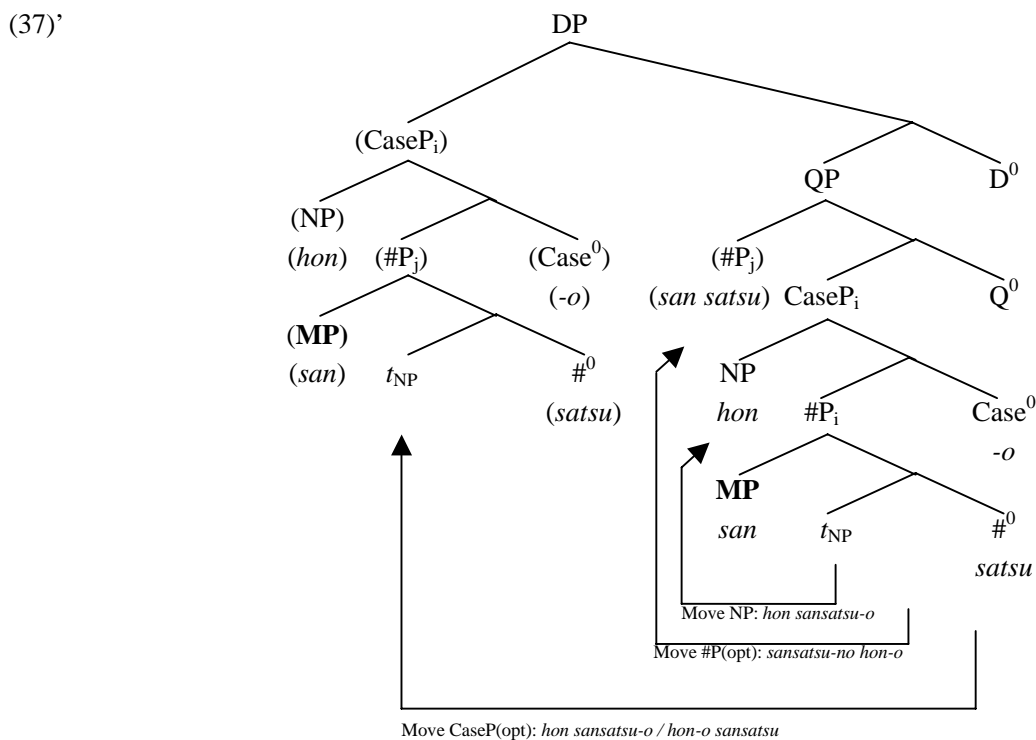 (37)’ DP
(CasePᵢ)
QP D⁰
(NP)
(hon) (#Pⱼ) (Case⁰) (#Pⱼ) Q⁰
(-o) (san satsu) CasePᵢ
(MP)
(san) tNP #⁰ NP
(satsu) hon #Pᵢ Case⁰
-o
MP
san tNP #⁰
satsu
Move NP: hon sansatsu-o
Move #P(opt): sansatsu-no hon-o
Move CaseP(opt): hon sansatsu-o / hon-o sansatsu